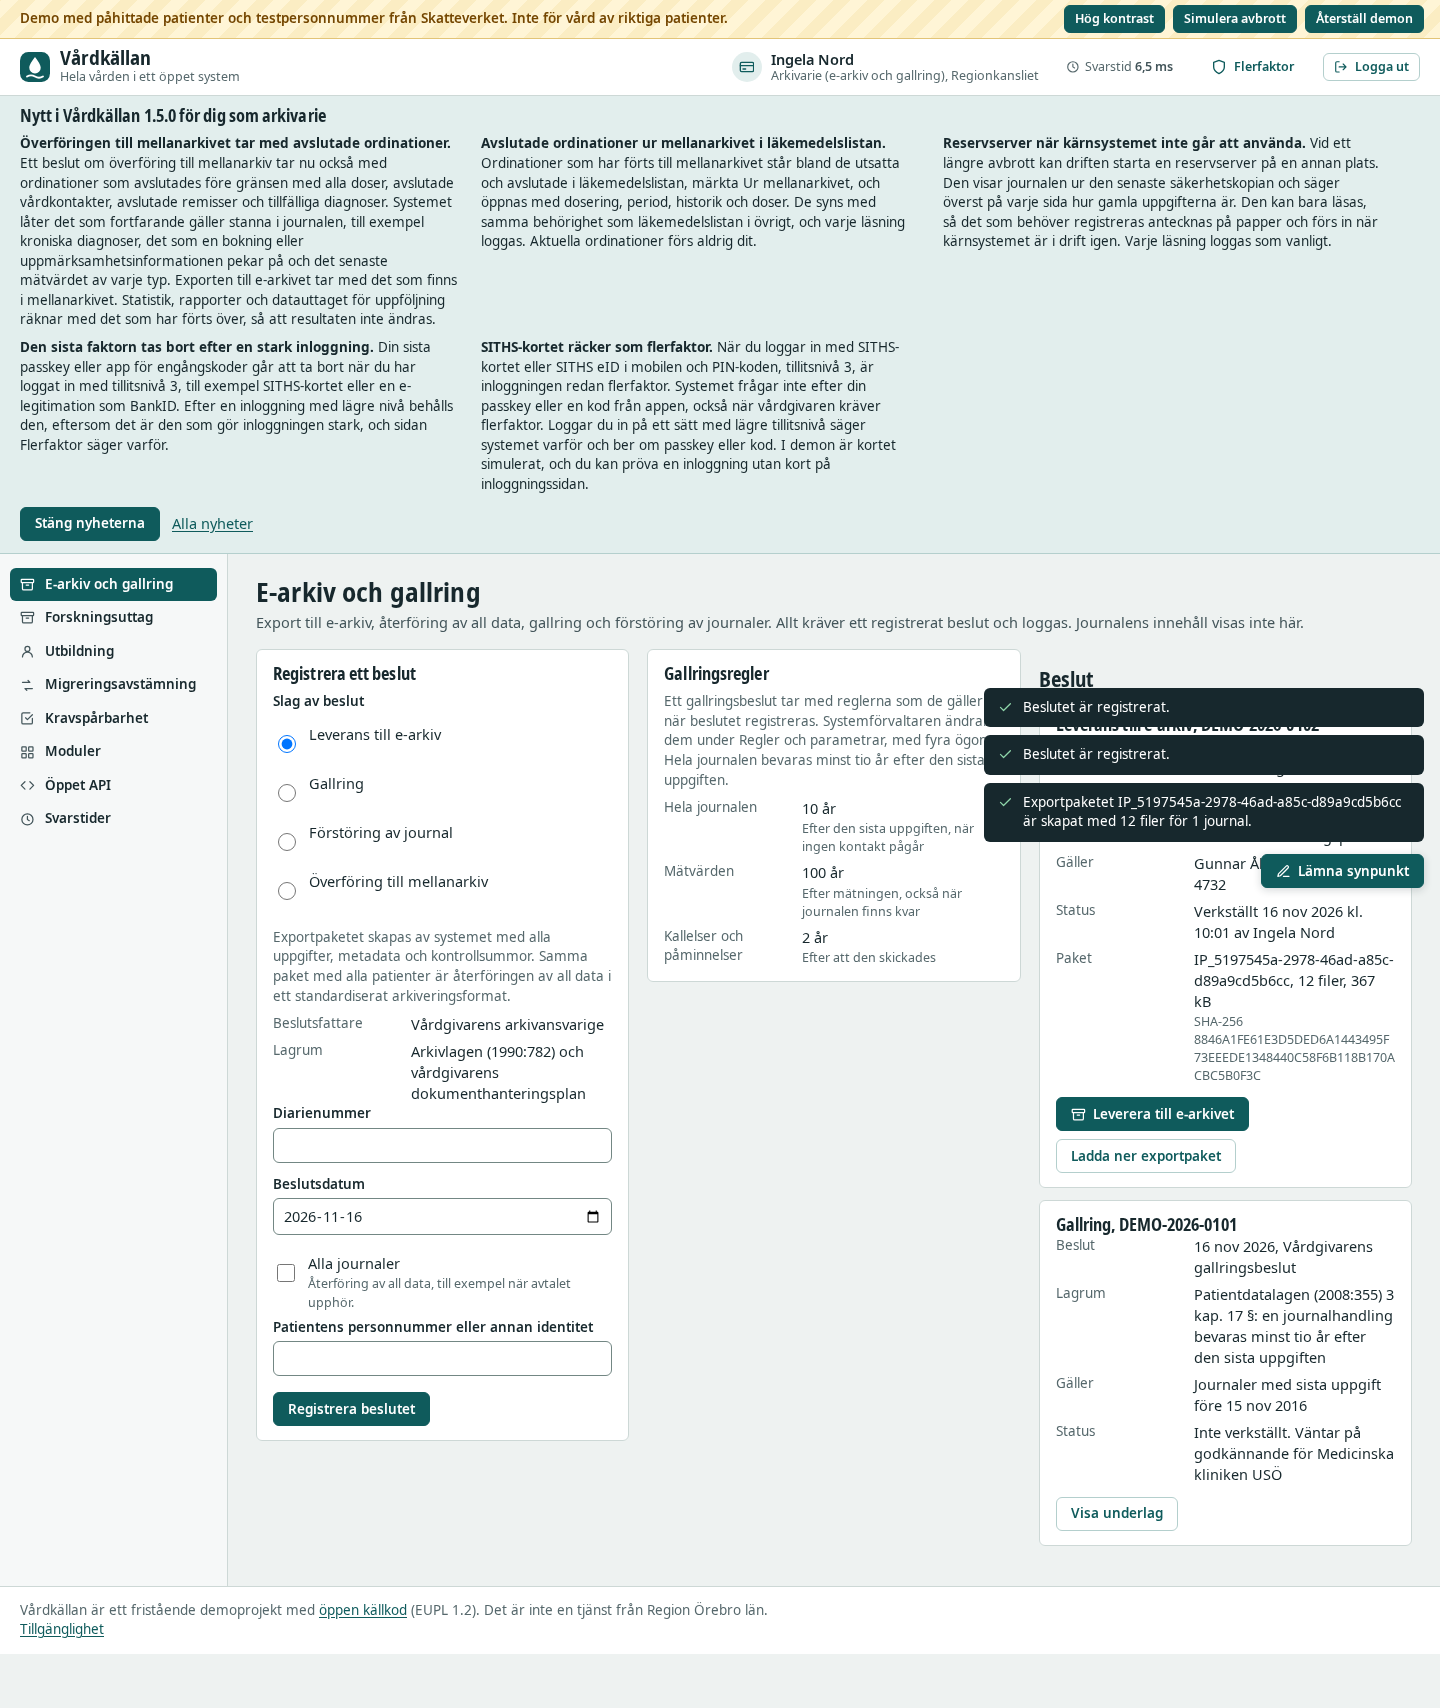 Demo med påhittade patienter och testpersonnummer från Skatteverket. Inte för vård av riktiga patienter.
Hög kontrast
Simulera avbrott
Återställ demon
Vårdkällan
Hela vården i ett öppet system
Ingela Nord
Arkivarie (e-arkiv och gallring), Regionkansliet
Svarstid 6,5 ms
Flerfaktor
Logga ut
Nytt i Vårdkällan 1.5.0 för dig som arkivarie
Överföringen till mellanarkivet tar med avslutade ordinationer.
Ett beslut om överföring till mellanarkiv tar nu också med
ordinationer som avslutades före gränsen med alla doser, avslutade
vårdkontakter, avslutade remisser och tillfälliga diagnoser. Systemet
låter det som fortfarande gäller stanna i journalen, till exempel
kroniska diagnoser, det som en bokning eller
uppmärksamhetsinformationen pekar på och det senaste
mätvärdet av varje typ. Exporten till e-arkivet tar med det som finns
i mellanarkivet. Statistik, rapporter och datauttaget för uppföljning
räknar med det som har förts över, så att resultaten inte ändras.
Avslutade ordinationer ur mellanarkivet i läkemedelslistan.
Ordinationer som har förts till mellanarkivet står bland de utsatta
och avslutade i läkemedelslistan, märkta Ur mellanarkivet, och
öppnas med dosering, period, historik och doser. De syns med
samma behörighet som läkemedelslistan i övrigt, och varje läsning
loggas. Aktuella ordinationer förs aldrig dit.
Reservserver när kärnsystemet inte går att använda. Vid ett
längre avbrott kan driften starta en reservserver på en annan plats.
Den visar journalen ur den senaste säkerhetskopian och säger
överst på varje sida hur gamla uppgifterna är. Den kan bara läsas,
så det som behöver registreras antecknas på papper och förs in när
kärnsystemet är i drift igen. Varje läsning loggas som vanligt.
Den sista faktorn tas bort efter en stark inloggning. Din sista
passkey eller app för engångskoder går att ta bort när du har
loggat in med tillitsnivå 3, till exempel SITHS-kortet eller en e-
legitimation som BankID. Efter en inloggning med lägre nivå behålls
den, eftersom det är den som gör inloggningen stark, och sidan
Flerfaktor säger varför.
SITHS-kortet räcker som flerfaktor. När du loggar in med SITHS-
kortet eller SITHS eID i mobilen och PIN-koden, tillitsnivå 3, är
inloggningen redan flerfaktor. Systemet frågar inte efter din
passkey eller en kod från appen, också när vårdgivaren kräver
flerfaktor. Loggar du in på ett sätt med lägre tillitsnivå säger
systemet varför och ber om passkey eller kod. I demon är kortet
simulerat, och du kan pröva en inloggning utan kort på
inloggningssidan.
Stäng nyheterna
Alla nyheter
E-arkiv och gallring
Forskningsuttag
Utbildning
Migreringsavstämning
Kravspårbarhet
Moduler
Öppet API
Svarstider
E-arkiv och gallring
Export till e-arkiv, återföring av all data, gallring och förstöring av journaler. Allt kräver ett registrerat beslut och loggas. Journalens innehåll visas inte här.
Registrera ett beslut
Slag av beslut
Leverans till e-arkiv
Gallring
Förstöring av journal
Överföring till mellanarkiv
Exportpaketet skapas av systemet med alla
uppgifter, metadata och kontrollsummor. Samma
paket med alla patienter är återföringen av all data i
ett standardiserat arkiveringsformat.
Beslutsfattare
Vårdgivarens arkivansvarige
Lagrum
Arkivlagen (1990:782) och
vårdgivarens
dokumenthanteringsplan
Diarienummer
Beslutsdatum
2026-11-16
Alla journaler
Återföring av all data, till exempel när avtalet
upphör.
Patientens personnummer eller annan identitet
Registrera beslutet
Gallringsregler
Ett gallringsbeslut tar med reglerna som de gäller
när beslutet registreras. Systemförvaltaren ändrar
dem under Regler och parametrar, med fyra ögon.
Hela journalen bevaras minst tio år efter den sista
uppgiften.
Hela journalen
10 år
Efter den sista uppgiften, när
ingen kontakt pågår
Mätvärden
100 år
Efter mätningen, också när
journalen finns kvar
Kallelser och
påminnelser
2 år
Efter att den skickades
Beslut
Beslutet är registrerat.
Beslutet är registrerat.
Exportpaketet IP_5197545a-2978-46ad-a85c-d89a9cd5b6cc
är skapat med 12 filer för 1 journal.
Gäller
Gunnar
4732
Lämna synpunkt
Status
Verkställt 16 nov 2026 kl.
10:01 av Ingela Nord
Paket
IP_5197545a-2978-46ad-a85c-
d89a9cd5b6cc, 12 filer, 367
kB
SHA-256
8846A1FE61E3D5DED6A1443495F
73EEEDE1348440C58F6B118B170A
CBC5B0F3C
Leverera till e-arkivet
Ladda ner exportpaket
Gallring, DEMO-2026-0101
Beslut
16 nov 2026, Vårdgivarens
gallringsbeslut
Lagrum
Patientdatalagen (2008:355) 3
kap. 17 §: en journalhandling
bevaras minst tio år efter
den sista uppgiften
Gäller
Journaler med sista uppgift
före 15 nov 2016
Status
Inte verkställt. Väntar på
godkännande för Medicinska
kliniken USÖ
Visa underlag
Vårdkällan är ett fristående demoprojekt med öppen källkod (EUPL 1.2). Det är inte en tjänst från Region Örebro län.
Tillgänglighet